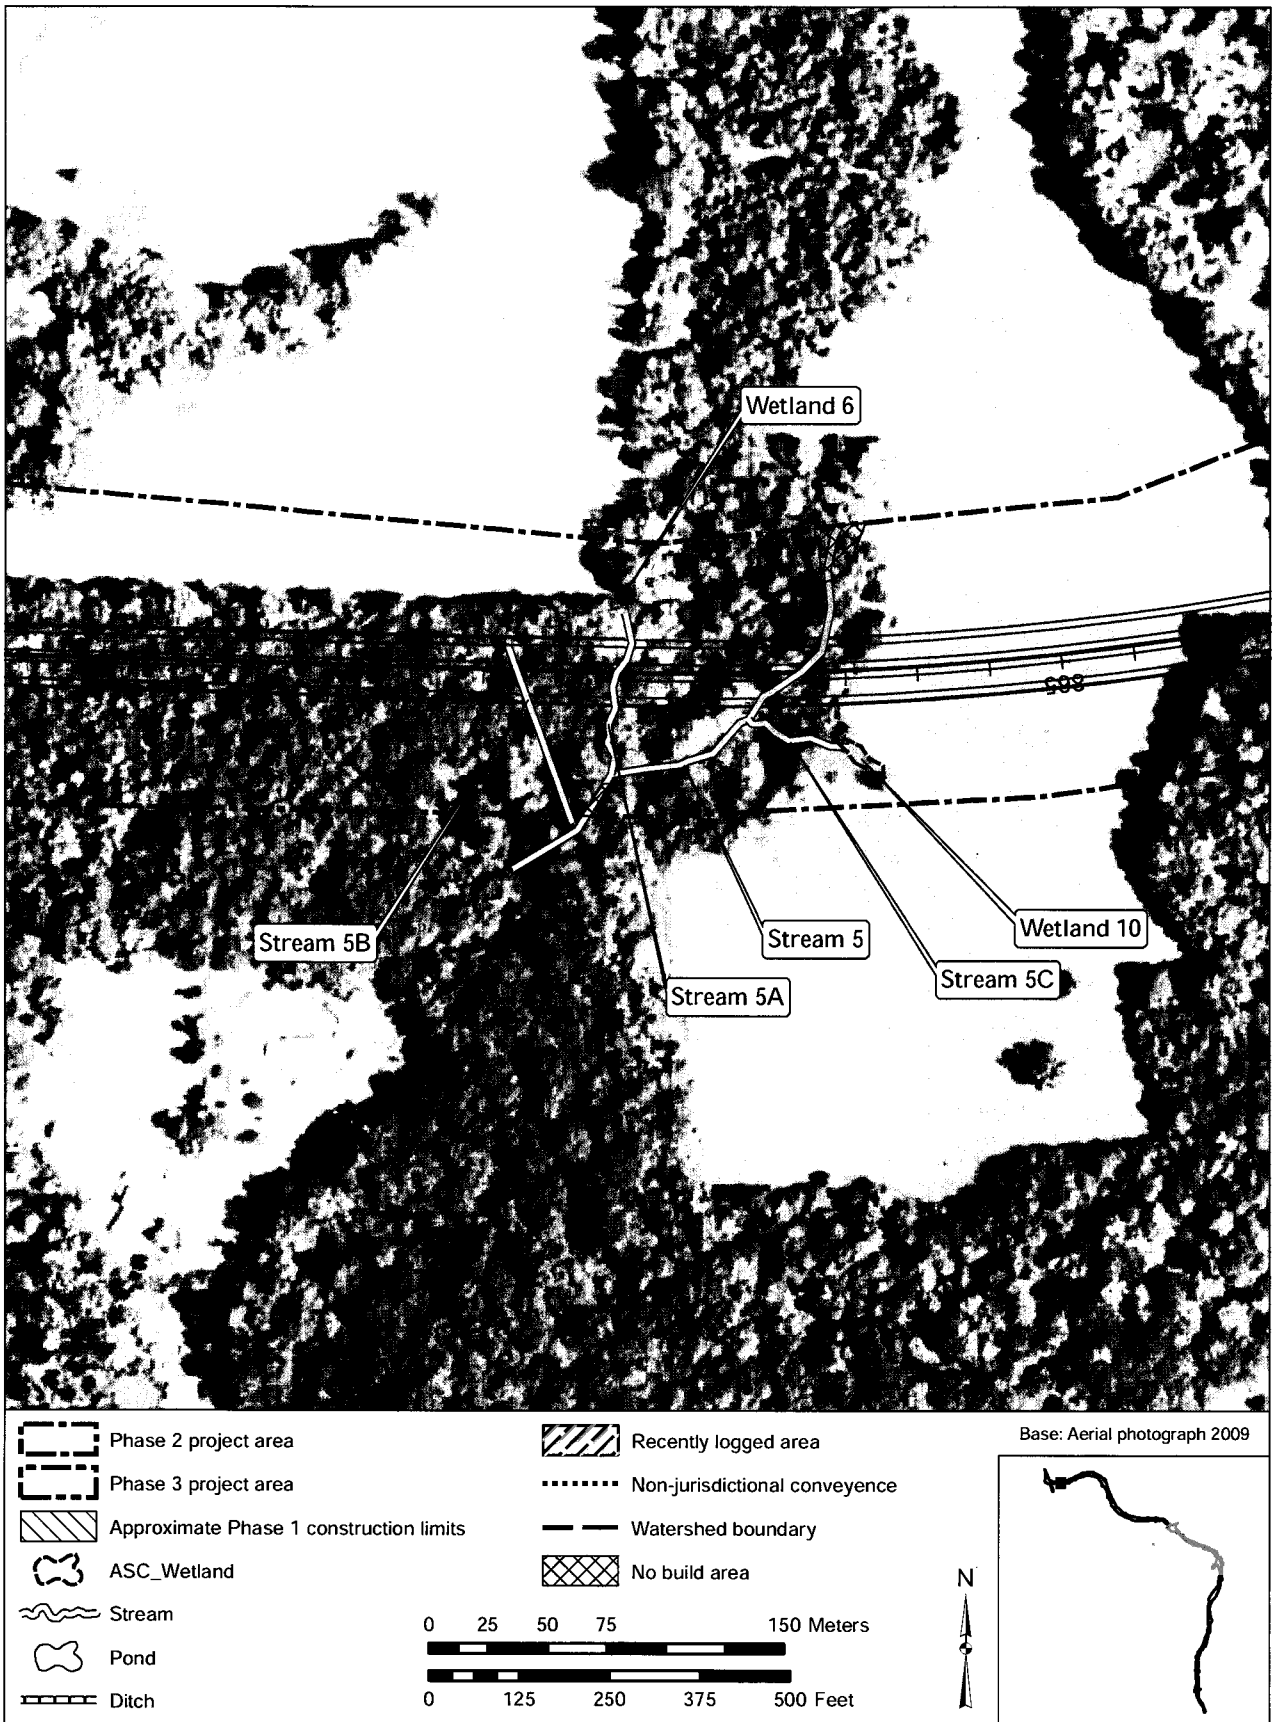 Wetland 6
865
Stream 5B
Stream 5
Wetland 10
Stream 5A
Stream 5C
Phase 2 project area
Phase 3 project area
Approximate Phase 1 construction limits
ASC_Wetland
Stream
Pond
Ditch
Recently logged area
Non-jurisdictional conveyence
Watershed boundary
No build area
0 25 50 75 150 Meters
0 125 250 375 500 Feet
N
Base: Aerial photograph 2009